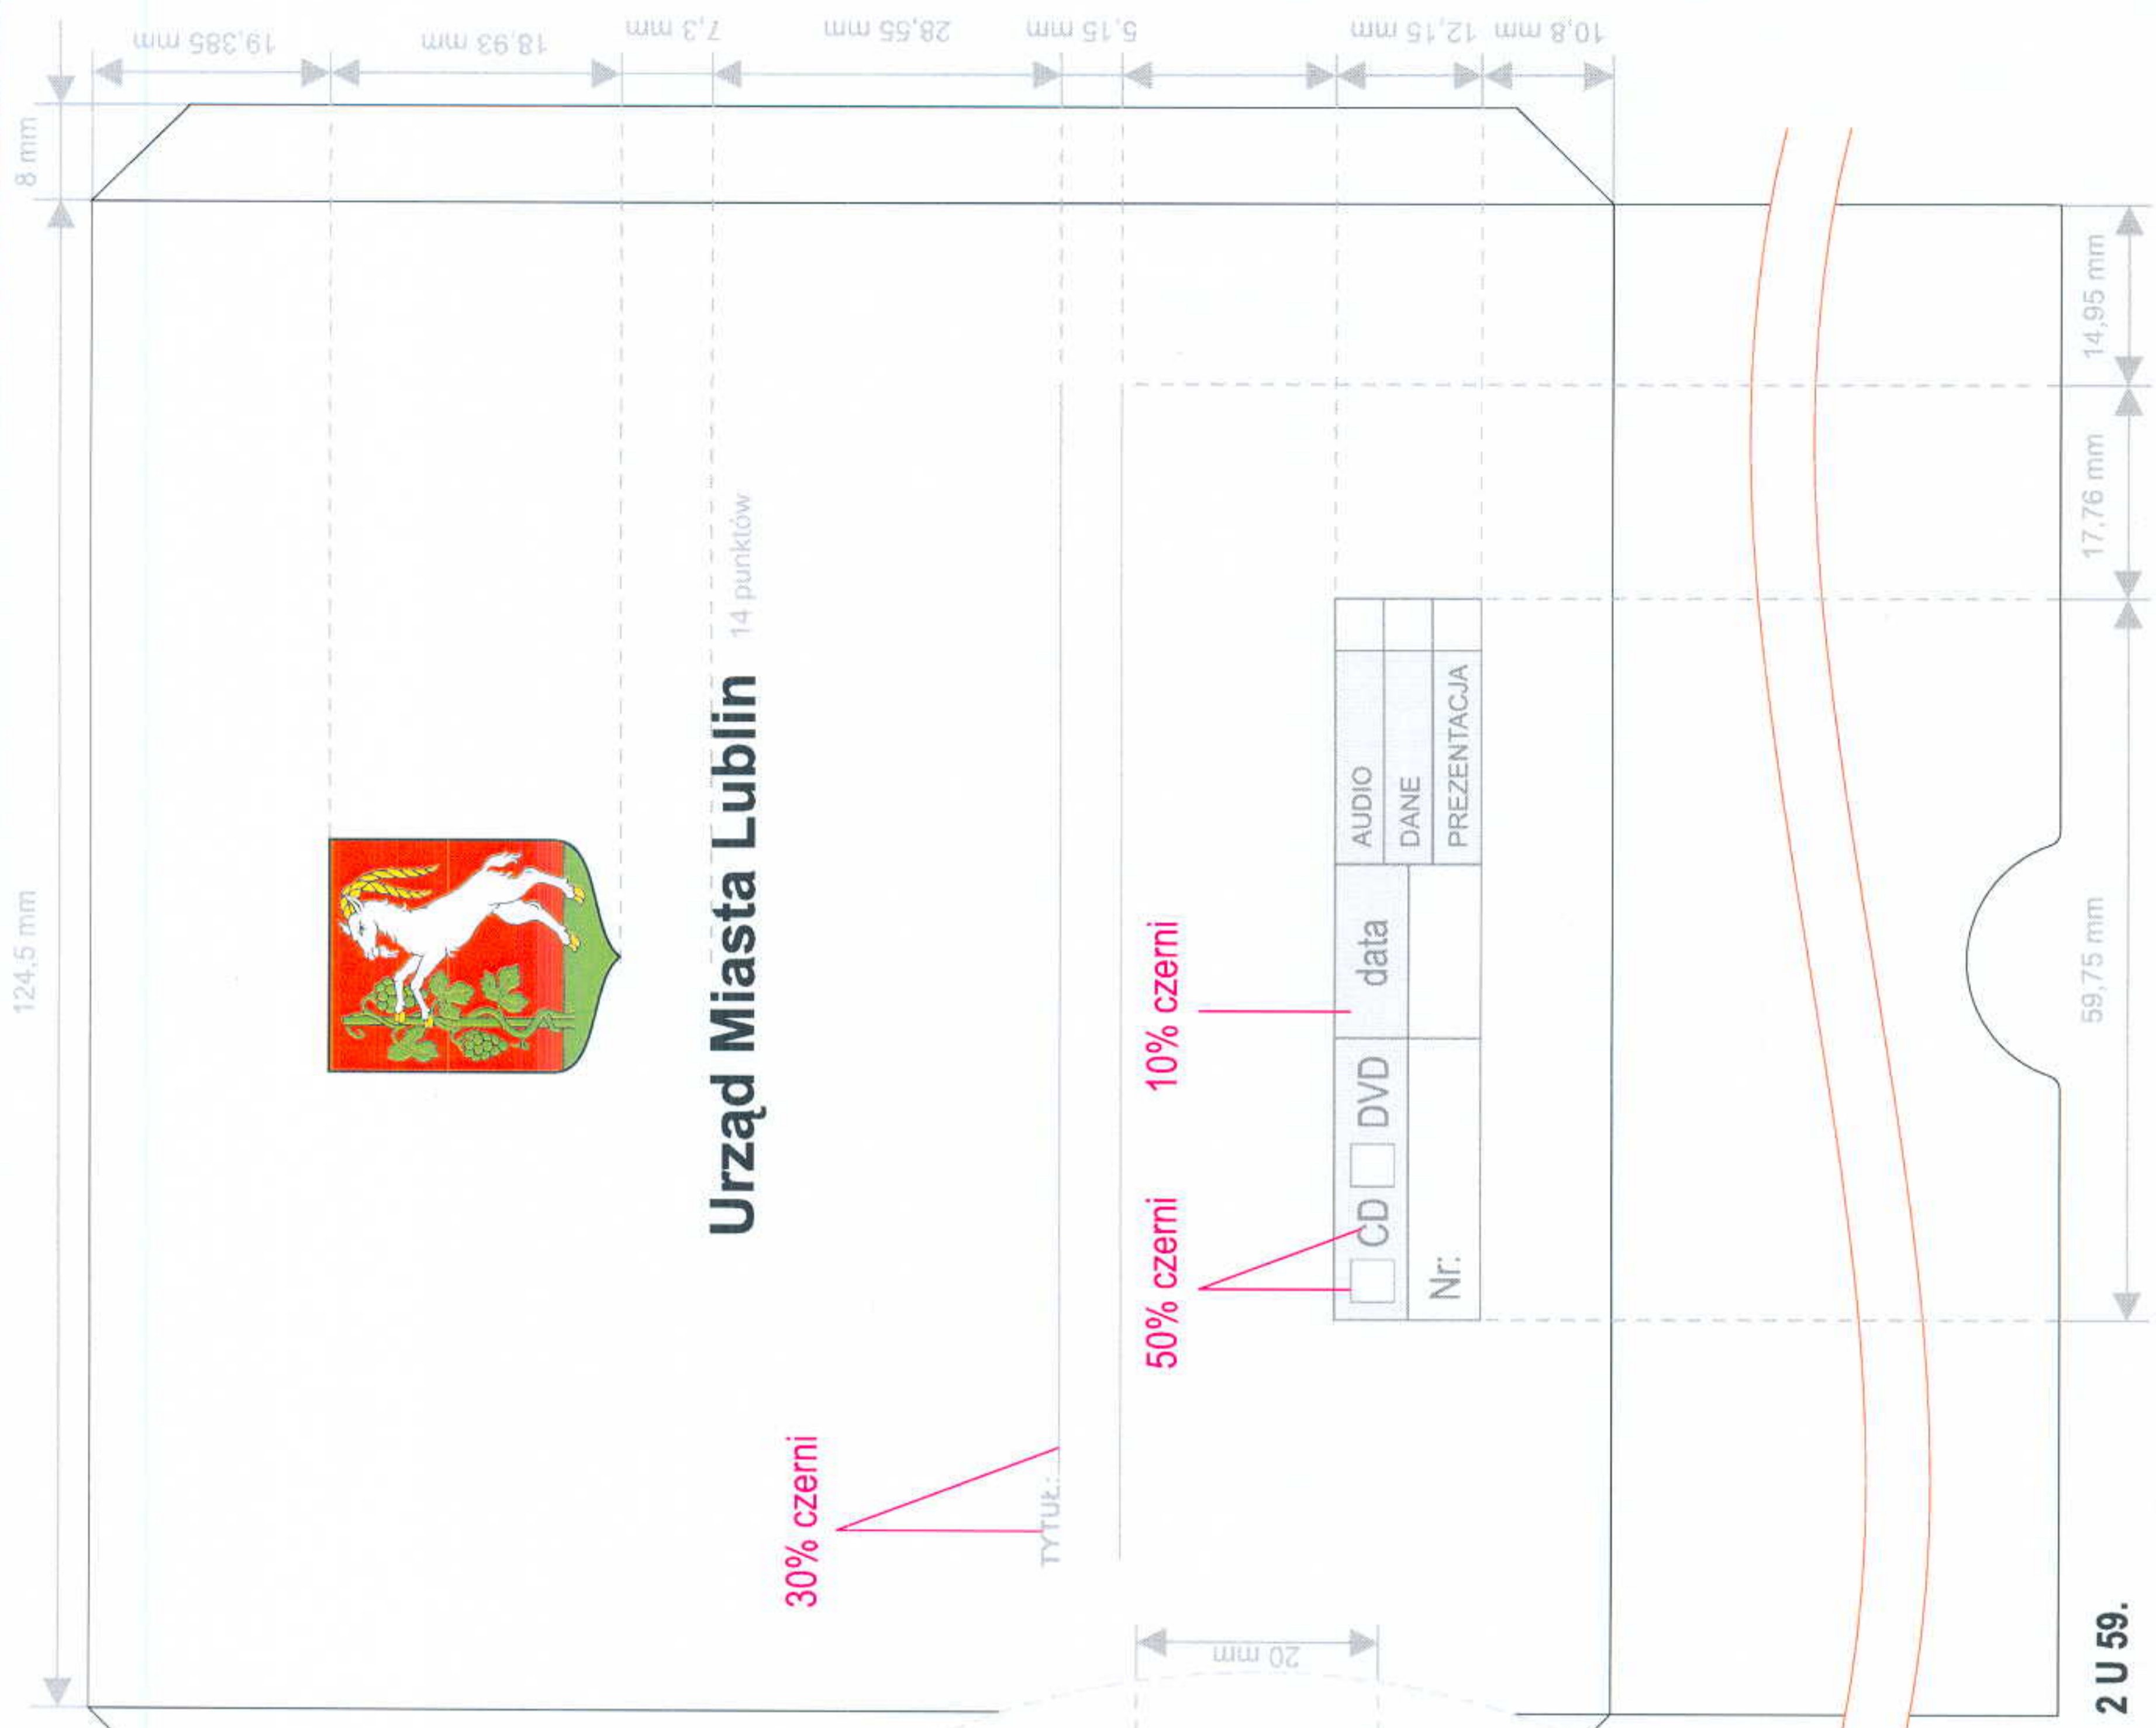 124,5 mm
8 mm
19,385 mm
18,93 mm
7,3 mm
28,55 mm
5,15 mm
12,15 mm
10,8 mm
Urząd Miasta Lublin
14 punktów
30% czerni
TYTUŁ:
50% czerni
10% czerni
CD
DVD
data
AUDIO
DANE
PREZENTACJA
Nr:
20 mm
59,75 mm
17,76 mm
14,95 mm
2 U 59.